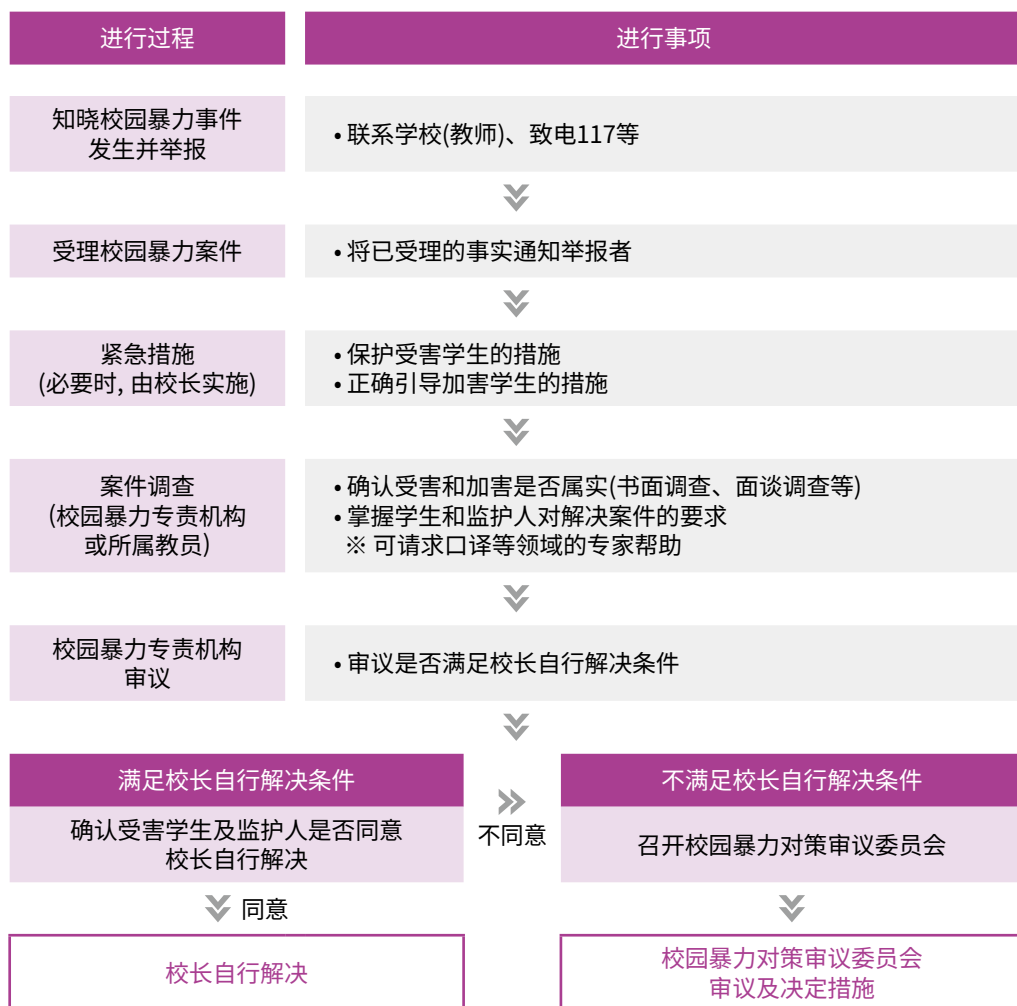 进行过程
进行事项
知晓校园暴力事件
发生并举报
• 联系学校(教师)、致电117等
受理校园暴力案件
• 将已受理的事实通知举报者
紧急措施
(必要时, 由校长实施)
• 保护受害学生的措施
• 正确引导加害学生的措施
案件调查
(校园暴力专责机构
或所属教员)
• 确认受害和加害是否属实(书面调查、面谈调查等)
• 掌握学生和监护人对解决案件的要求
※ 可请求口译等领域的专家帮助
校园暴力专责机构
审议
• 审议是否满足校长自行解决条件
满足校长自行解决条件
确认受害学生及监护人是否同意
校长自行解决
不同意
不满足校长自行解决条件
召开校园暴力对策审议委员会
同意
校长自行解决
校园暴力对策审议委员会
审议及决定措施